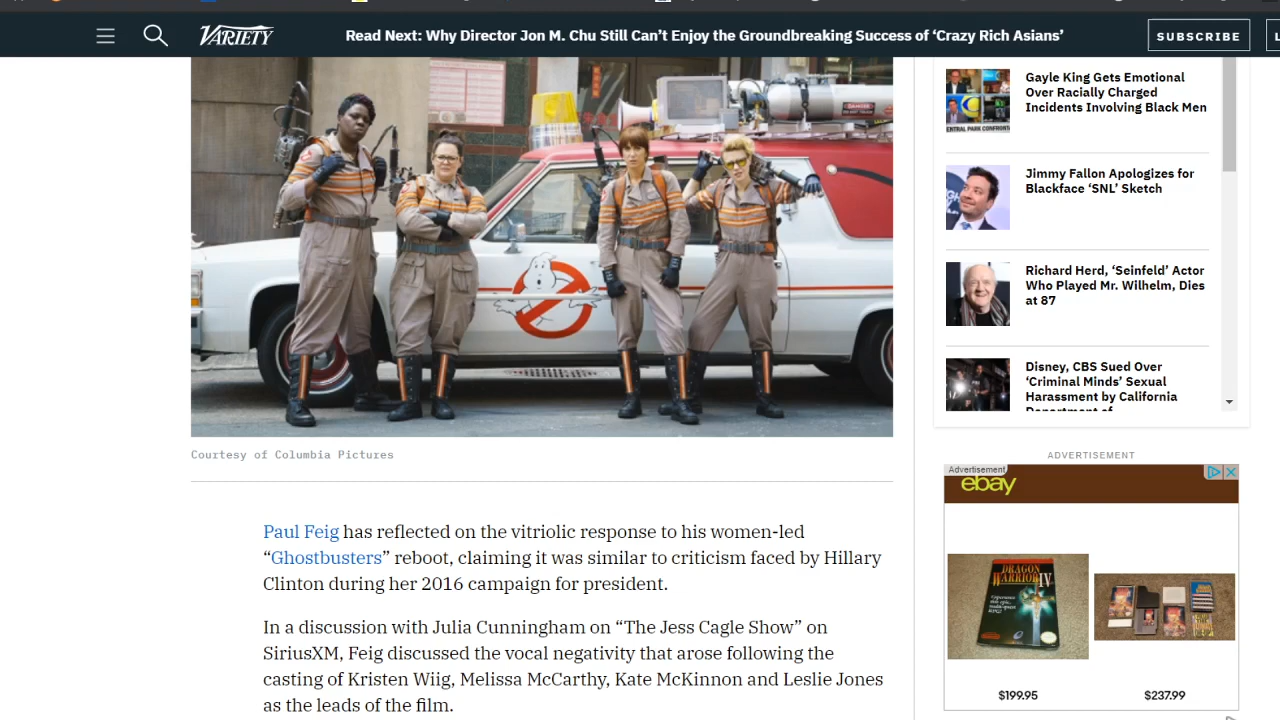 VARIETY
Read Next: Why Director Jon M. Chu Still Can't Enjoy the Groundbreaking Success of 'Crazy Rich Asians'
SUBSCRIBE
DANGER
Courtesy of Columbia Pictures
Paul Feig has reflected on the vitriolic response to his women-led
“Ghostbusters” reboot, claiming it was similar to criticism faced by Hillary
Clinton during her 2016 campaign for president.
In a discussion with Julia Cunningham on “The Jess Cagle Show” on
SiriusXM, Feig discussed the vocal negativity that arose following the
casting of Kristen Wiig, Melissa McCarthy, Kate McKinnon and Leslie Jones
as the leads of the film.
Gayle King Gets Emotional
Over Racially Charged
Incidents Involving Black Men
Jimmy Fallon Apologizes for
Blackface ‘SNL’ Sketch
Richard Herd, ‘Seinfeld’ Actor
Who Played Mr. Wilhelm, Dies
at 87
Disney, CBS Sued Over
‘Criminal Minds’ Sexual
Harassment by California
Department of
ADVERTISEMENT
Advertisement
ebay
DRAGON
WARRIOR IV
$199.95
$237.99